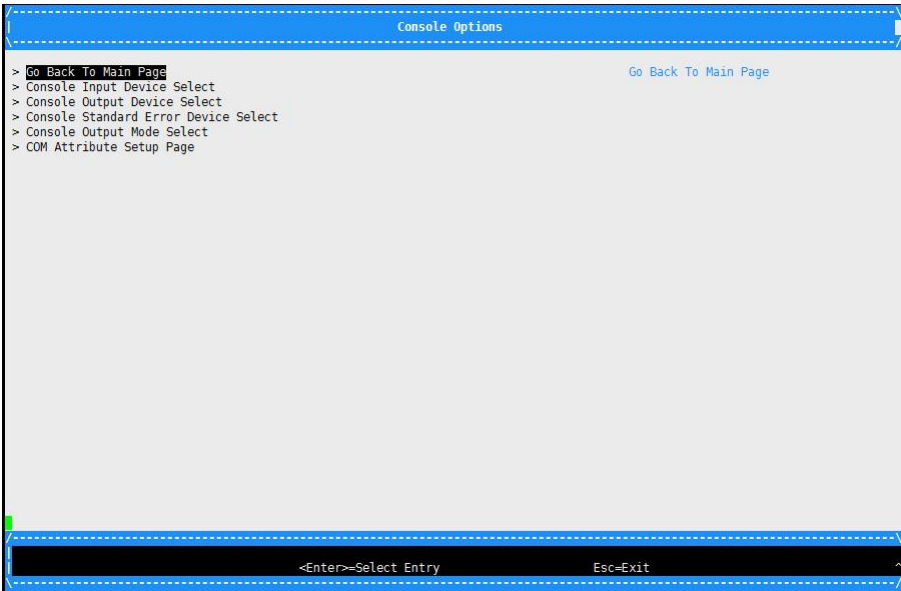 Console Options
> Go Back To Main Page
Go Back To Main Page
> Console Input Device Select
> Console Output Device Select
> Console Standard Error Device Select
> Console Output Mode Select
> COM Attribute Setup Page
<Enter>=Select Entry Esc=Exit ^